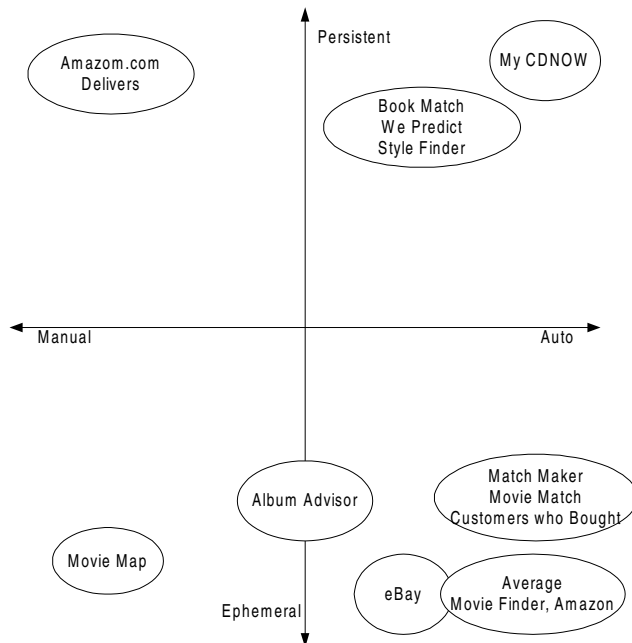 Persistent
Amazom.com
Delivers
My CDNOW
Book Match
We Predict
Style Finder
Manual
Auto
Match Maker
Movie Match
Customers who Bought
Album Advisor
Movie Map
eBay
Average
Movie Finder, Amazon
Ephemeral